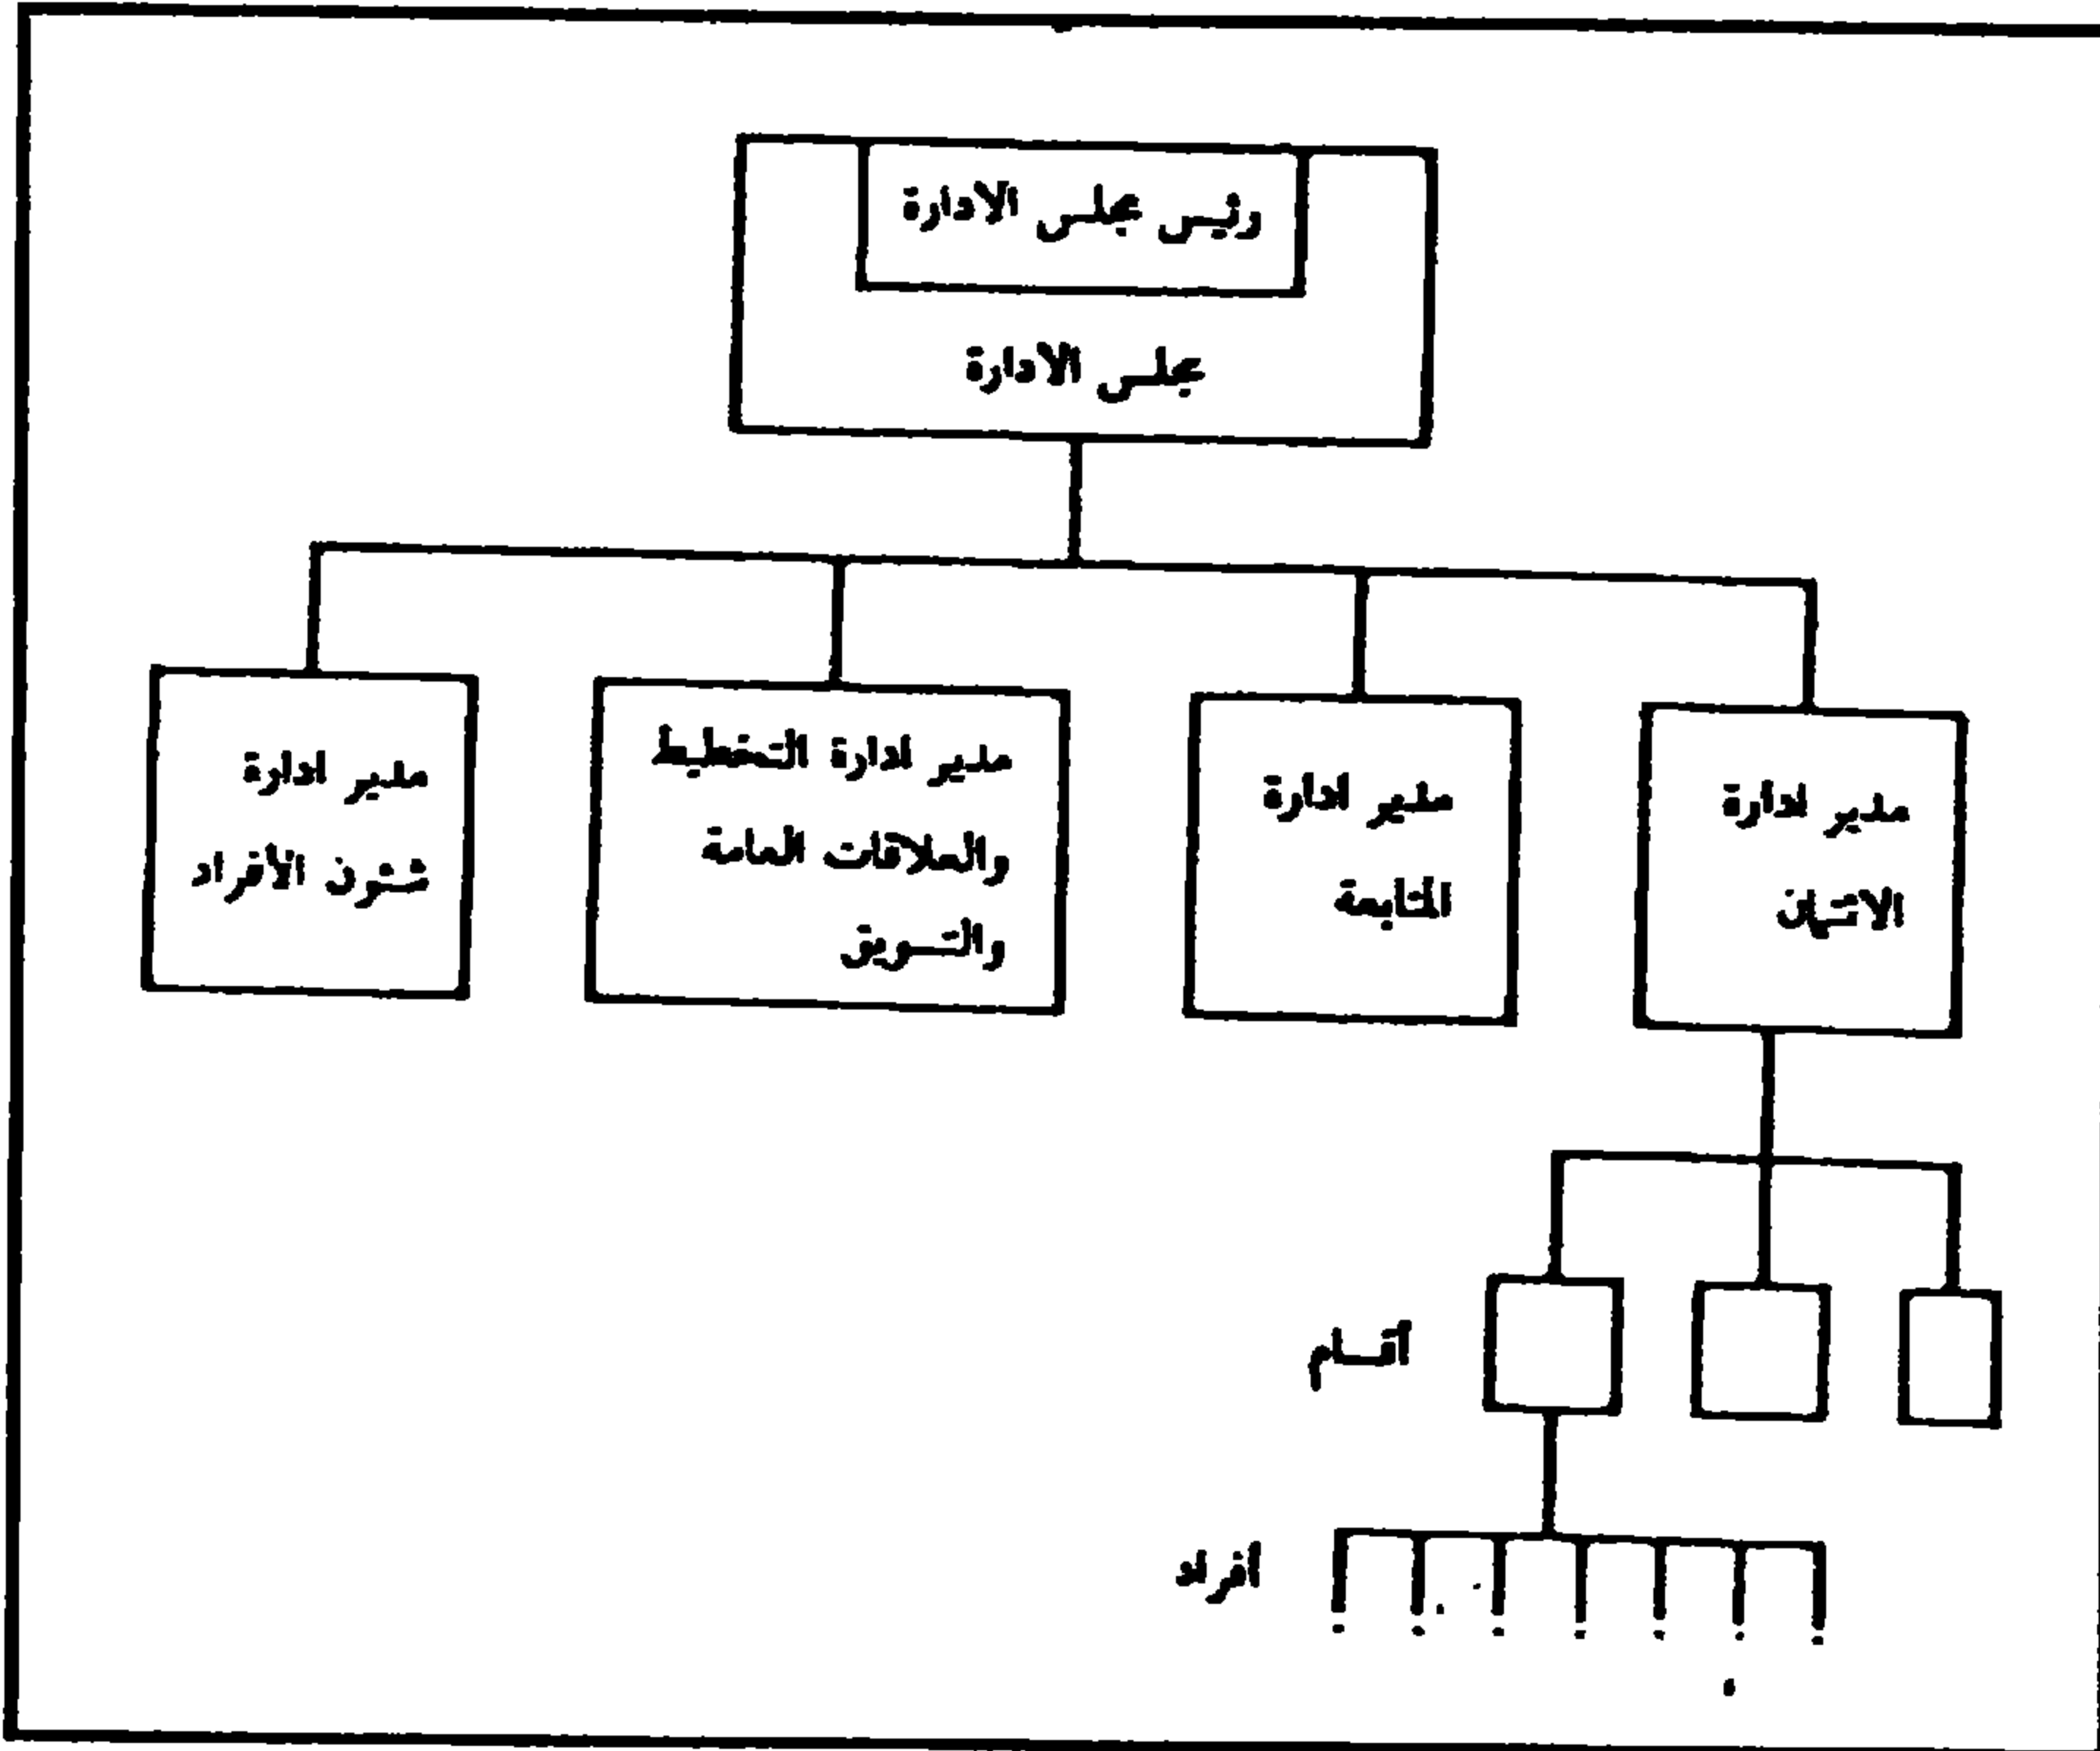 رئيس مجلس الادارة
مجلس الادارة
مدير ادارة
الائتمان
مدير ادارة
المتابعة
مدير ادارة التخطيط
والعلاقات العامة
والتسويق
مدير ادارة
شئون الأفراد
أقسام
أفراد